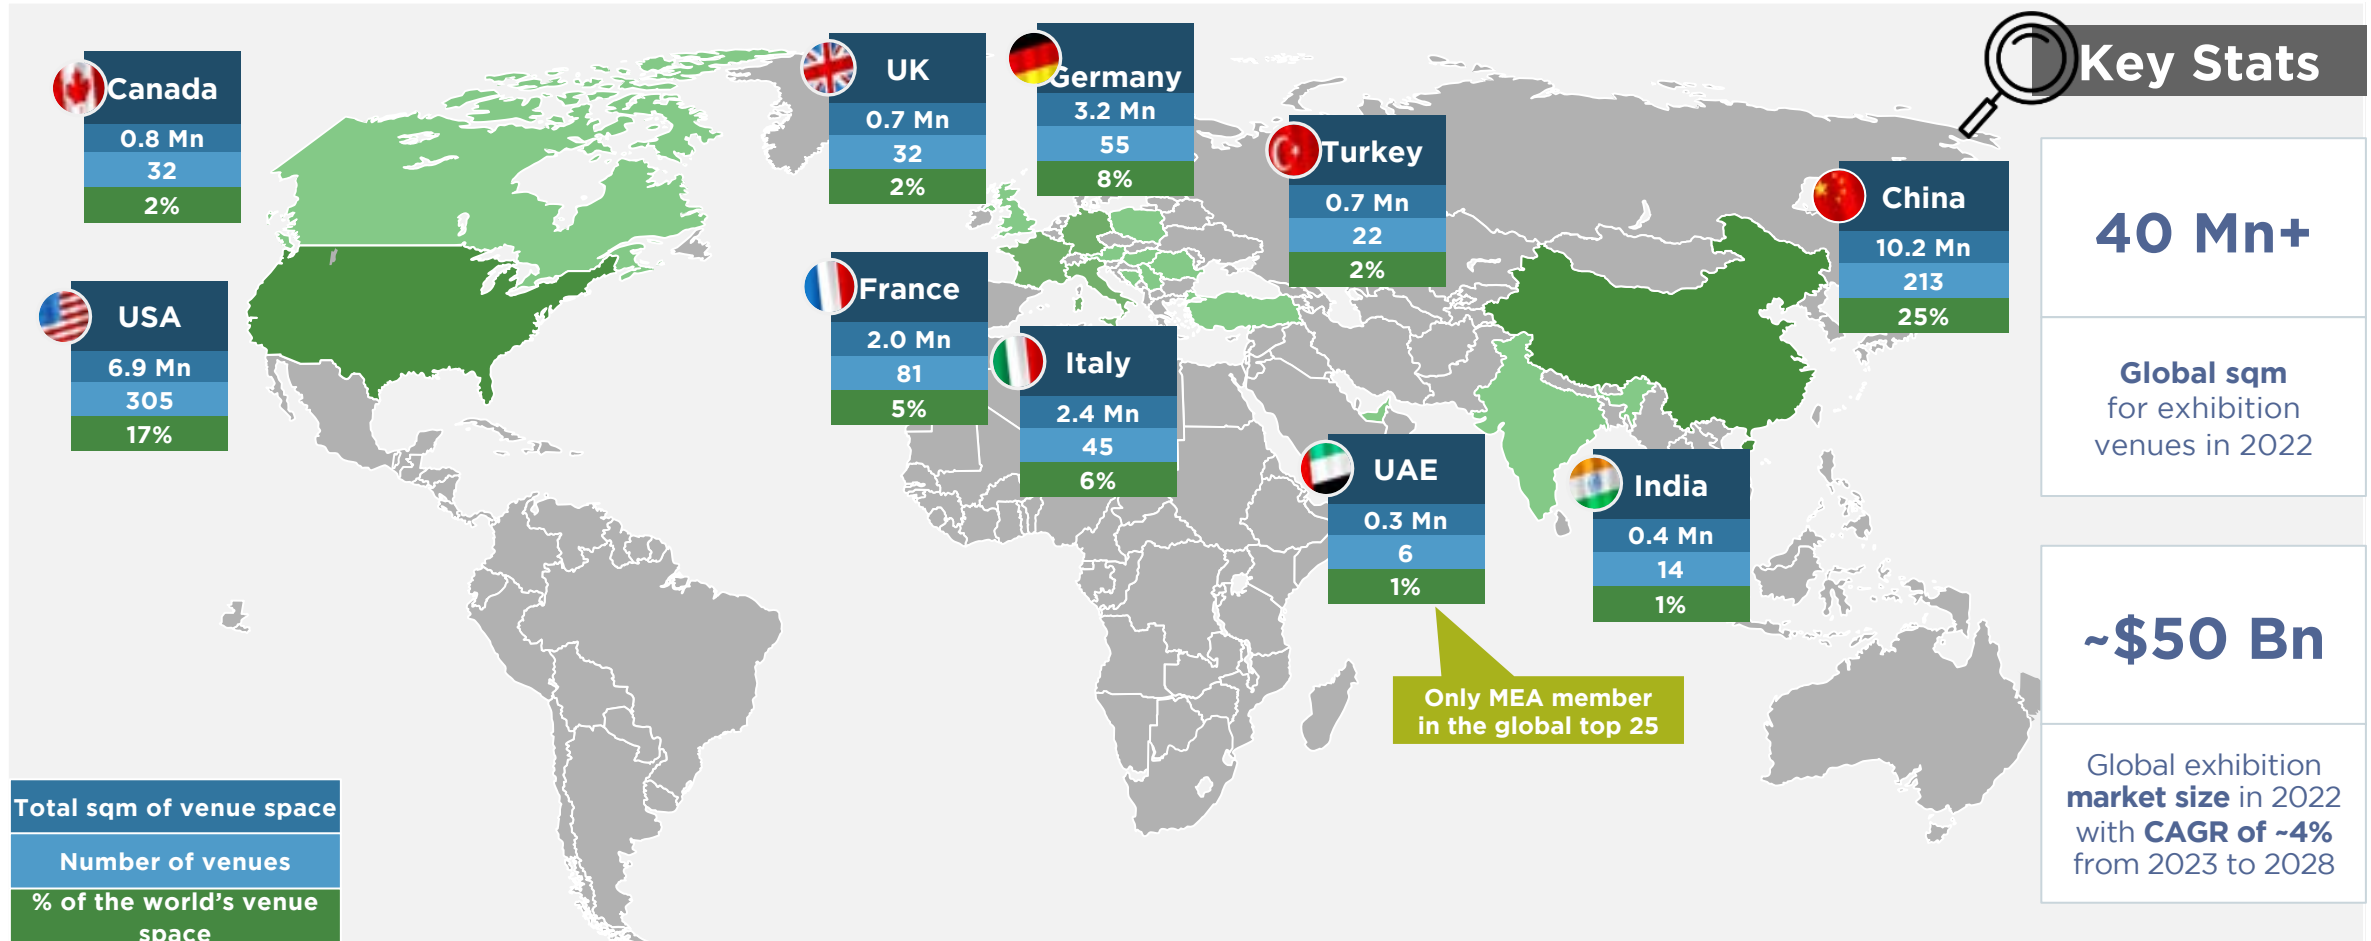 Key Stats
Canada
0.8 Mn
32
2%
UK
0.7 Mn
32
2%
Germany
3.2 Mn
55
8%
Turkey
0.7 Mn
22
2%
China
10.2 Mn
213
25%
USA
6.9 Mn
305
17%
France
2.0 Mn
81
5%
Italy
2.4 Mn
45
6%
UAE
0.3 Mn
6
1%
India
0.4 Mn
14
1%
Only MEA member
in the global top 25
40 Mn+
Global sqm
for exhibition
venues in 2022
~$50 Bn
Global exhibition
market size in 2022
with CAGR of ~4%
from 2023 to 2028
Total sqm of venue space
Number of venues
% of the world's venue
space